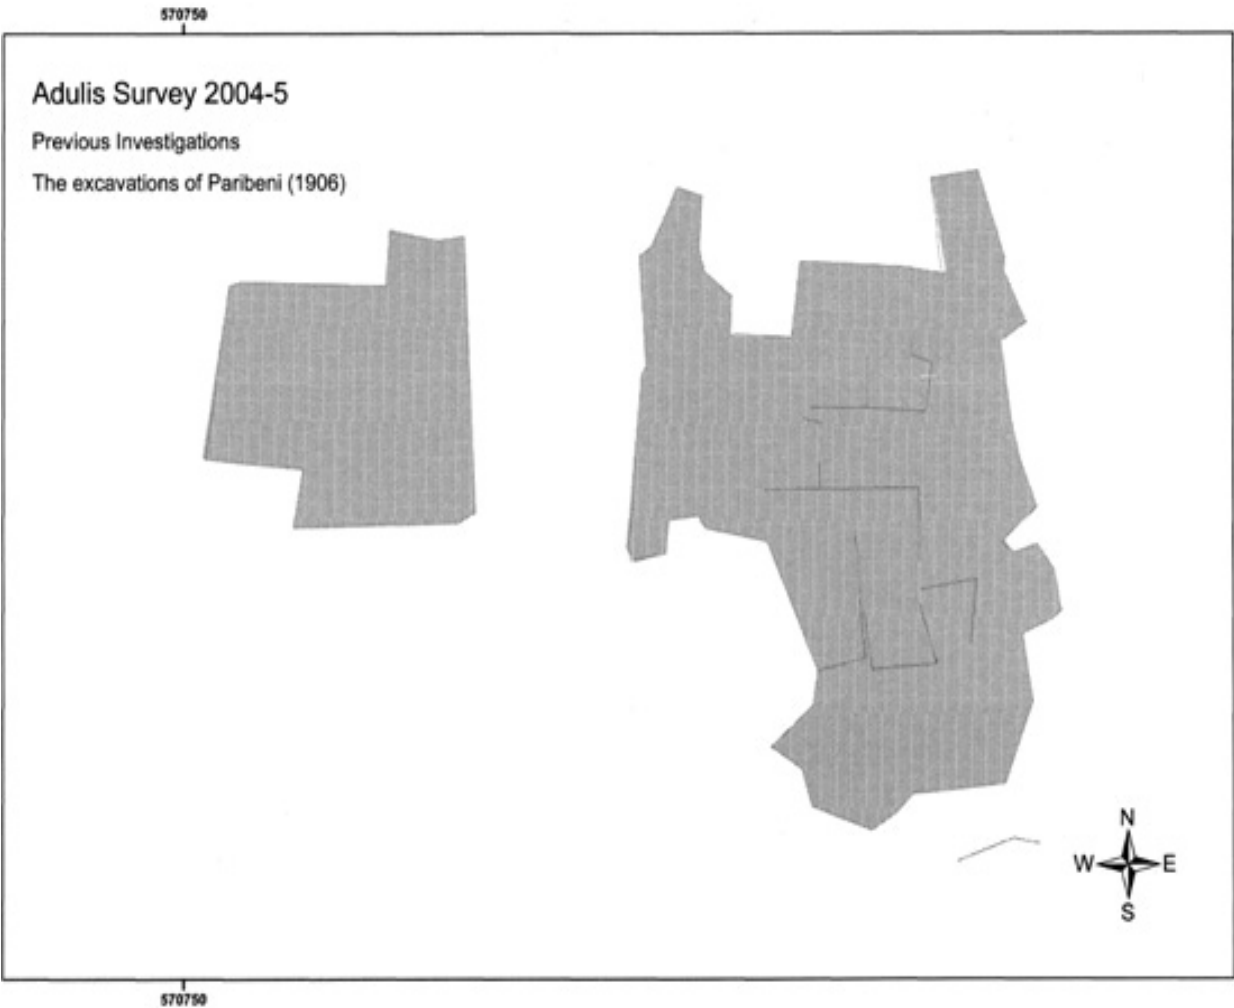 570750
Adulis Survey 2004-5
Previous Investigations
The excavations of Paribeni (1906)
N
W E
S
570750